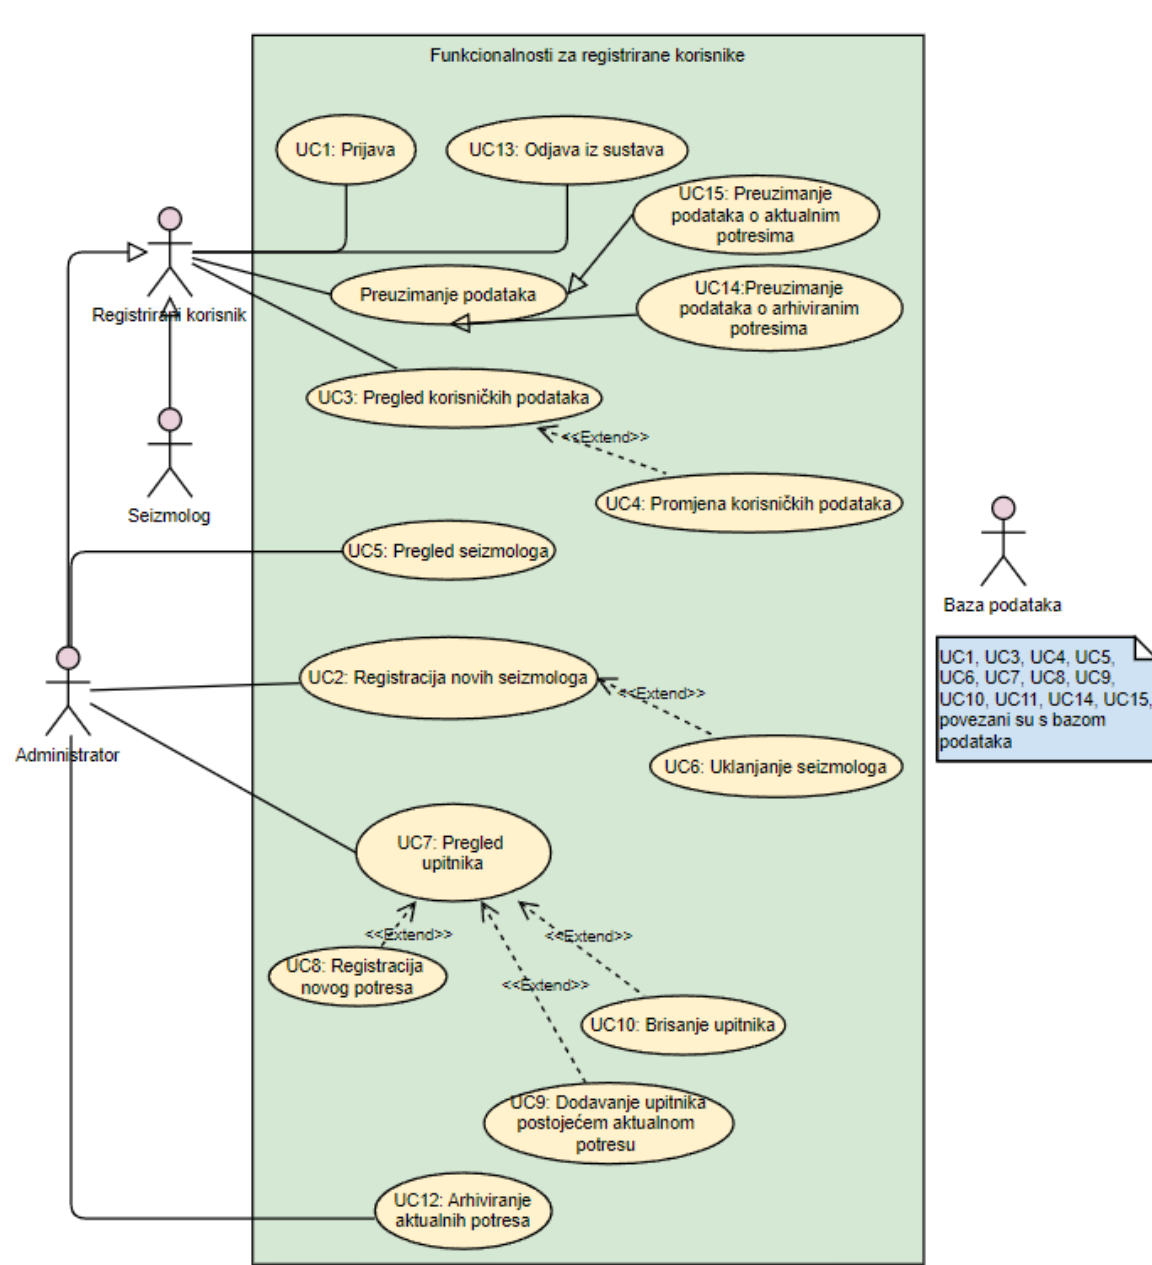 Funkcionalnosti za registrirane korisnike
UC1: Prijava
UC13: Odjava iz sustava
UC15: Preuzimanje
podataka o aktualnim
potresima
Preuzimanje podataka
UC14:Preuzimanje
podataka o arhiviranim
potresima
Registrirani korisnik
UC3: Pregled korisničkih podataka
<<Extend>>
UC4: Promjena korisničkih podataka
Seizmolog
UC5: Pregled seizmologa
Baza podataka
UC1, UC3, UC4, UC5,
UC6, UC7, UC8, UC9,
UC10, UC11, UC14, UC15,
povezani su s bazom
podataka
UC2: Registracija novih seizmologa
<<Extend>>
UC6: Uklanjanje seizmologa
Administrator
UC7: Pregled
upitnika
<<Extend>>
<<Extend>>
<<Extend>>
UC8: Registracija
novog potresa
UC10: Brisanje upitnika
UC9: Dodavanje upitnika
postojećem aktualnom
potresu
UC12: Arhiviranje
aktualnih potresa